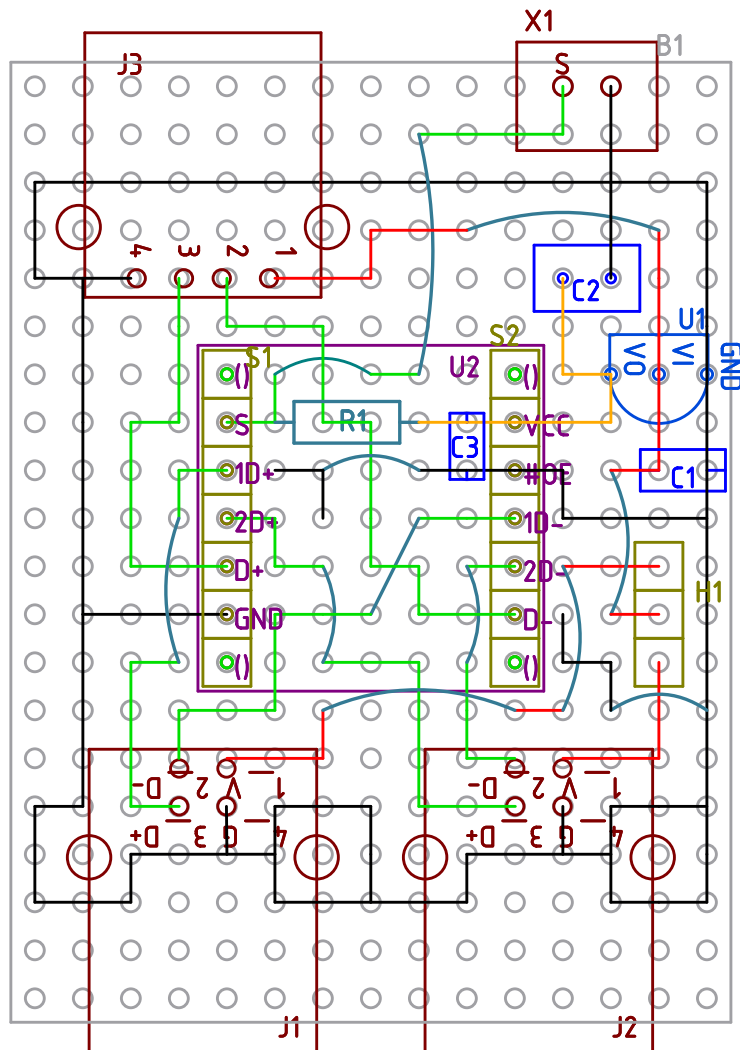 X1
B1
J3
S
4 3 2 1
C2
U1
S2
S1
U2
VO VI GND
()
()
S
R1
VCC
C3
1D+
#OE
C1
2D+
1D-
D+
2D-
GND
D-
H1
()
()
D- 2 V 1
D- 2 V 1
D+ 3 G 4
D+ 3 G 4
J1
J2